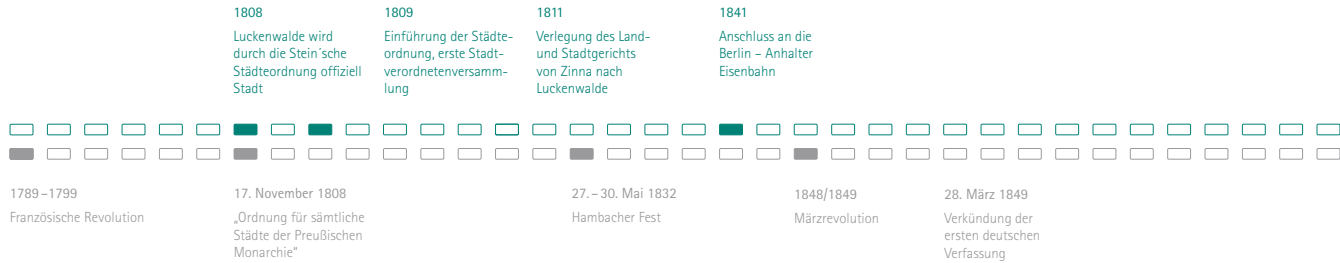 1808
Luckenwalde wird
durch die Stein´sche
Städteordnung offiziell
Stadt
1809
Einführung der Städte-
ordnung, erste Stadt-
verordnetenversamm-
lung
1811
Verlegung des Land-
und Stadtgerichts
von Zinna nach
Luckenwalde
1841
Anschluss an die
Berlin – Anhalter
Eisenbahn
1789–1799
Französische Revolution
17. November 1808
„Ordnung für sämtliche
Städte der Preußischen
Monarchie“
27.–30. Mai 1832
Hambacher Fest
1848/1849
Märzrevolution
28. März 1849
Verkündung der
ersten deutschen
Verfassung